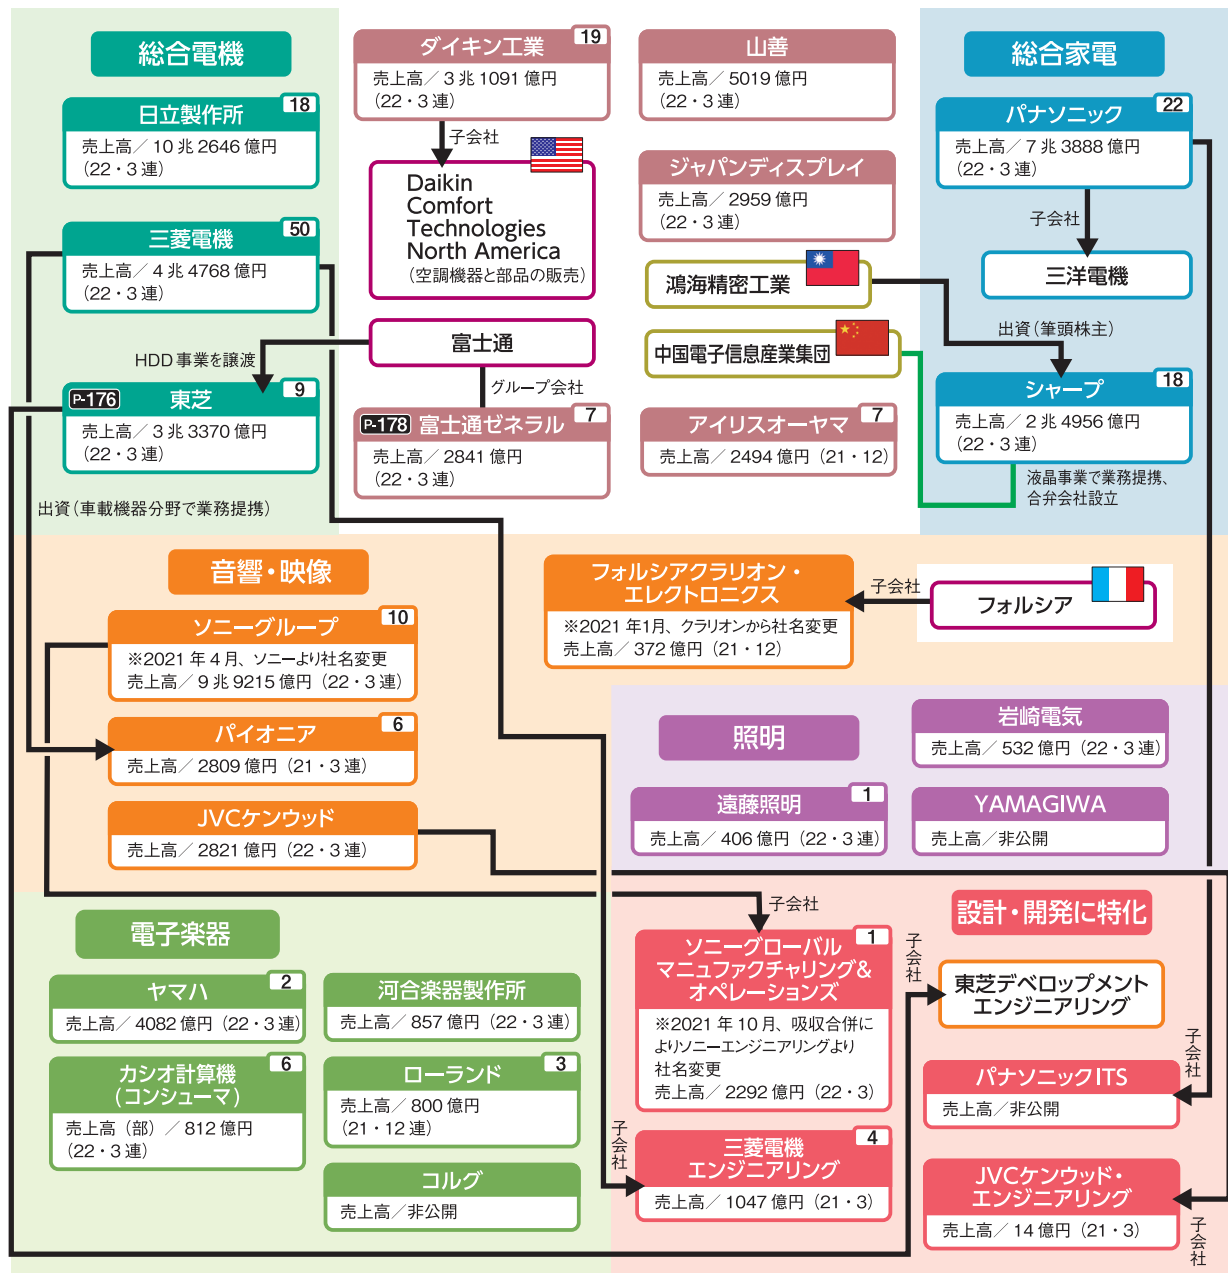 総合電機
日立製作所
18
売上高／10兆2646億円
（22・3連）
三菱電機
50
売上高／4兆4768億円
（22・3連）
HDD事業を譲渡
P-176
東芝
9
売上高／3兆3370億円
（22・3連）
出資（車載機器分野で業務提携）
ダイキン工業
19
売上高／3兆1091億円
（22・3連）
子会社
Daikin
Comfort
Technologies
North America
（空調機器と部品の販売）
富士通
グループ会社
P-178
富士通ゼネラル
7
売上高／2841億円
（22・3連）
山善
売上高／5019億円
（22・3連）
ジャパンディスプレイ
売上高／2959億円
（22・3連）
鴻海精密工業
中国電子信息産業集団
アイリスオーヤマ
7
売上高／2494億円（21・12）
総合家電
パナソニック
22
売上高／7兆3888億円
（22・3連）
子会社
三洋電機
出資（筆頭株主）
シャープ
18
売上高／2兆4956億円
（22・3連）
液晶事業で業務提携、
合弁会社設立
音響・映像
ソニーグループ
10
※2021年4月、ソニーより社名変更
売上高／9兆9215億円（22・3連）
パイオニア
6
売上高／2809億円（21・3連）
JVCケンウッド
売上高／2821億円（22・3連）
フォルシアクラリオン・
エレクトロニクス
※2021年1月、クラリオンから社名変更
売上高／372億円（21・12）
子会社
フォルシア
照明
岩崎電気
売上高／532億円（22・3連）
遠藤照明
1
売上高／406億円（22・3連）
YAMAGIWA
売上高／非公開
電子楽器
ヤマハ
2
売上高／4082億円（22・3連）
カシオ計算機
（コンシューマ）
6
売上高（部）／812億円
（22・3連）
河合楽器製作所
売上高／857億円（22・3連）
ローランド
3
売上高／800億円
（21・12連）
コルグ
売上高／非公開
設計・開発に特化
子会社
ソニーグローバル
マニュファクチャリング&
オペレーションズ
1
※2021年10月、吸収合併に
よりソニーエンジニアリングより
社名変更
売上高／2292億円（22・3）
子会社
三菱電機
エンジニアリング
4
売上高／1047億円（21・3）
子会社
東芝デベロップメント
エンジニアリング
子会社
パナソニックITS
売上高／非公開
JVCケンウッド・
エンジニアリング
売上高／14億円（21・3）
子会社